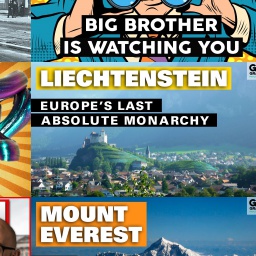 BIG BROTHER
IS WATCHING YOU
LIECHTENSTEIN
EUROPE'S LAST
ABSOLUTE MONARCHY
MOUNT
EVEREST